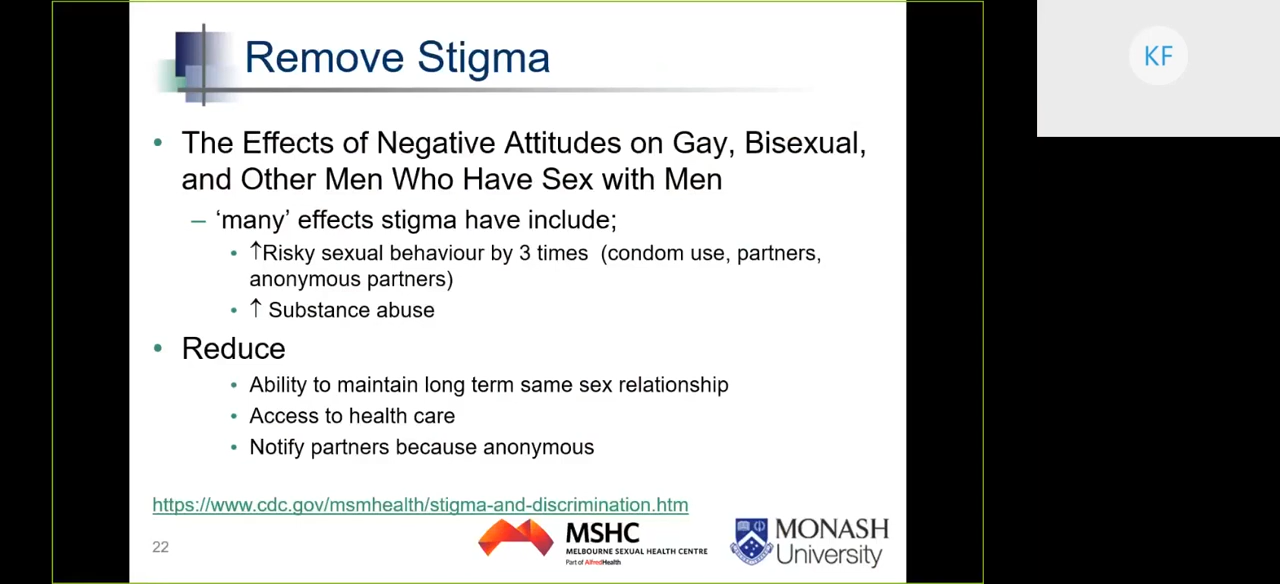 Remove Stigma
• The Effects of Negative Attitudes on Gay, Bisexual,
and Other Men Who Have Sex with Men
– ‘many’ effects stigma have include;
• ↑Risky sexual behaviour by 3 times (condom use, partners,
anonymous partners)
• ↑ Substance abuse
• Reduce
• Ability to maintain long term same sex relationship
• Access to health care
• Notify partners because anonymous
https://www.cdc.gov/msmhealth/stigma-and-discrimination.htm
22
MSHC
MELBOURNE SEXUAL HEALTH CENTRE
Part of AlfredHealth
MONASH
University
KF